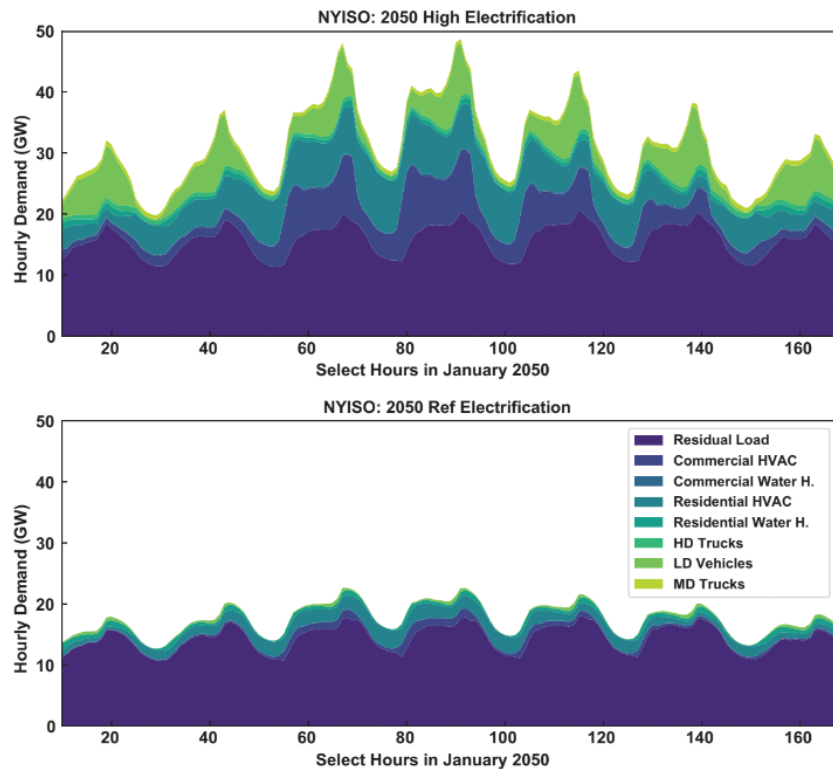 NYISO: 2050 High Electrification
Hourly Demand (GW)
50
40
30
20
10
0
20 40 60 80 100 120 140 160
Select Hours in January 2050
NYISO: 2050 Ref Electrification
Hourly Demand (GW)
50
40
30
20
10
0
Residual Load
Commercial HVAC
Commercial Water H.
Residential HVAC
Residential Water H.
HD Trucks
LD Vehicles
MD Trucks
20 40 60 80 100 120 140 160
Select Hours in January 2050